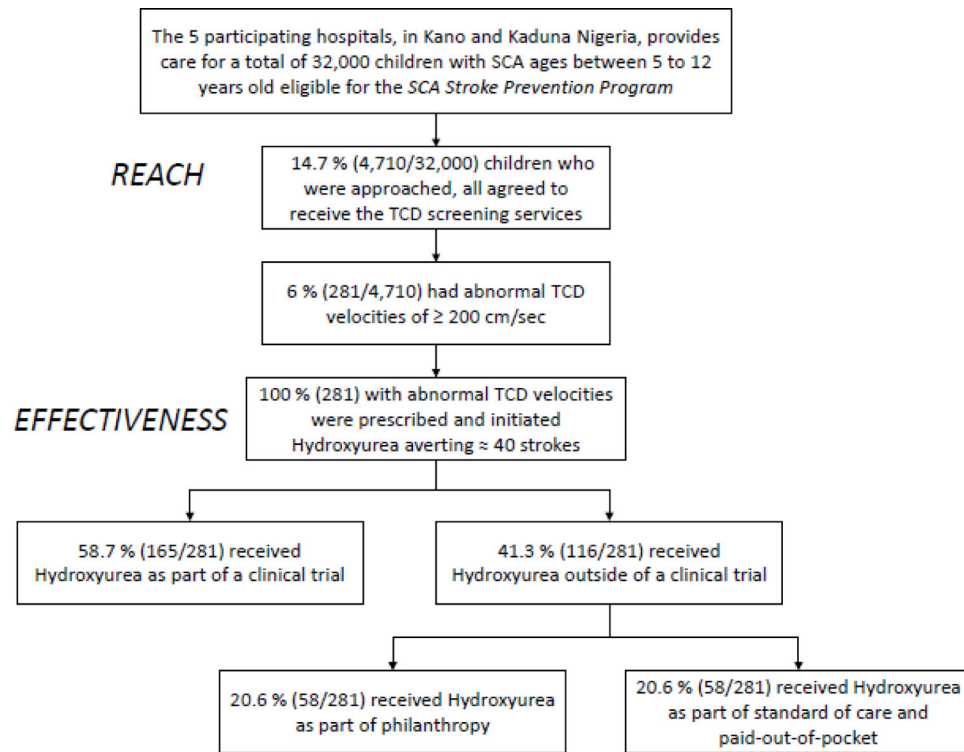 The 5 participating hospitals, in Kano and Kaduna Nigeria, provides
care for a total of 32,000 children with SCA ages between 5 to 12
years old eligible for the SCA Stroke Prevention Program
REACH
14.7 % (4,710/32,000) children who
were approached, all agreed to
receive the TCD screening services
6 % (281/4,710) had abnormal TCD
velocities of ≥ 200 cm/sec
EFFECTIVENESS
100 % (281) with abnormal TCD velocities
were prescribed and initiated
Hydroxyurea averting ≈ 40 strokes
58.7 % (165/281) received
Hydroxyurea as part of a clinical trial
41.3 % (116/281) received
Hydroxyurea outside of a clinical trial
20.6 % (58/281) received Hydroxyurea
as part of philanthropy
20.6 % (58/281) received Hydroxyurea
as part of standard of care and
paid-out-of-pocket